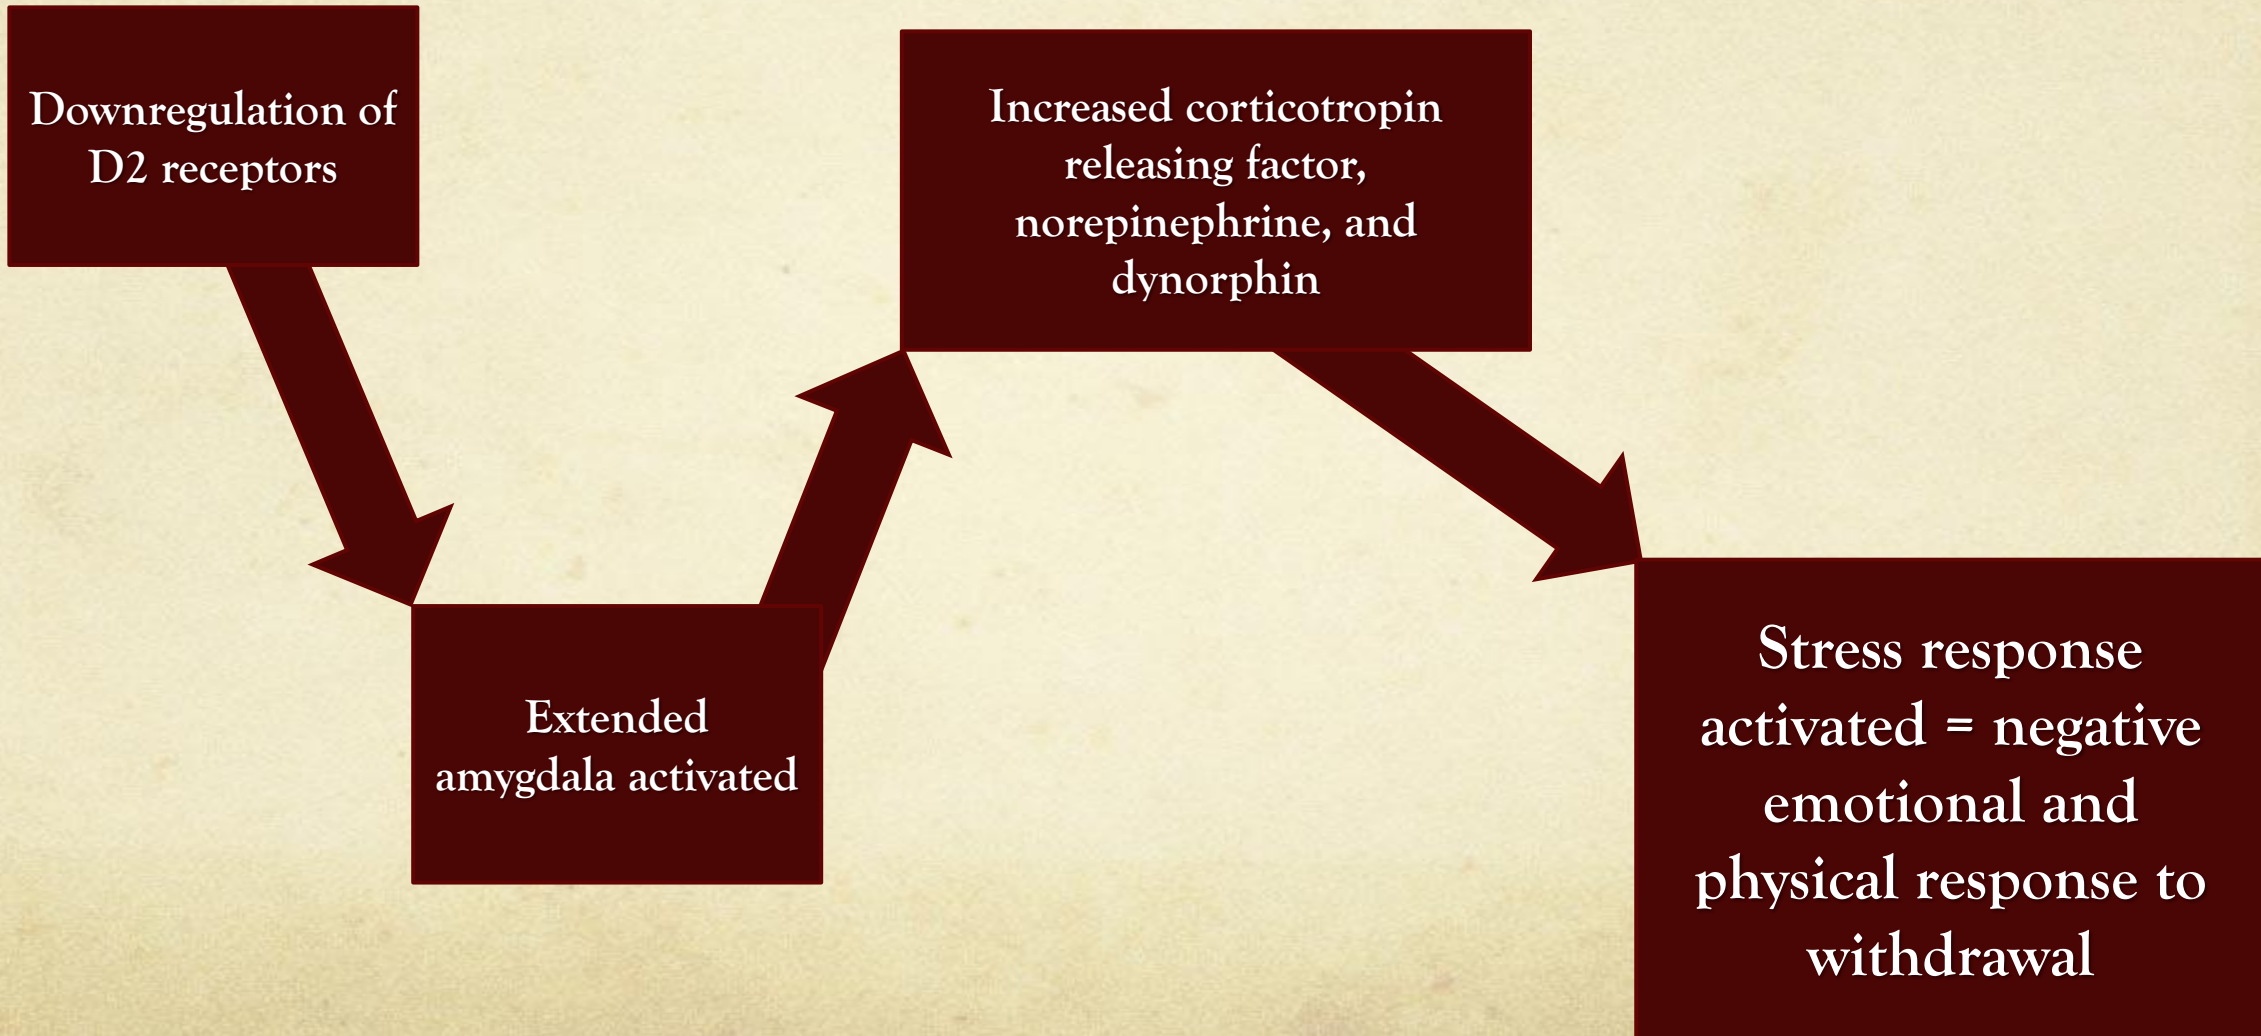 Downregulation of
D2 receptors
Increased corticotropin
releasing factor,
norepinephrine, and
dynorphin
Extended
amygdala activated
Stress response
activated = negative
emotional and
physical response to
withdrawal